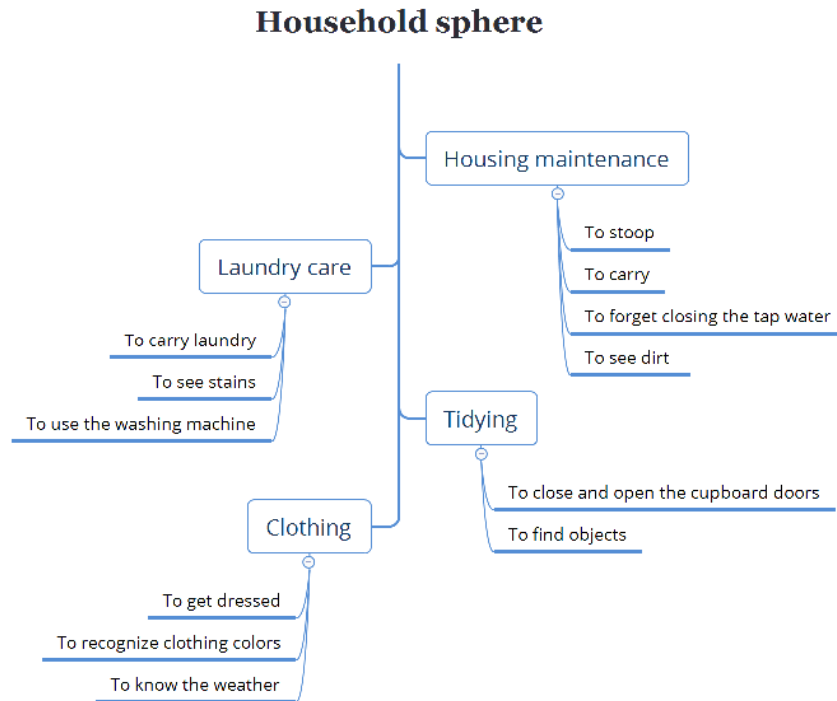 Household sphere
Housing maintenance
To stoop
To carry
To forget closing the tap water
To see dirt
Laundry care
To carry laundry
To see stains
To use the washing machine
Tidying
To close and open the cupboard doors
To find objects
Clothing
To get dressed
To recognize clothing colors
To know the weather